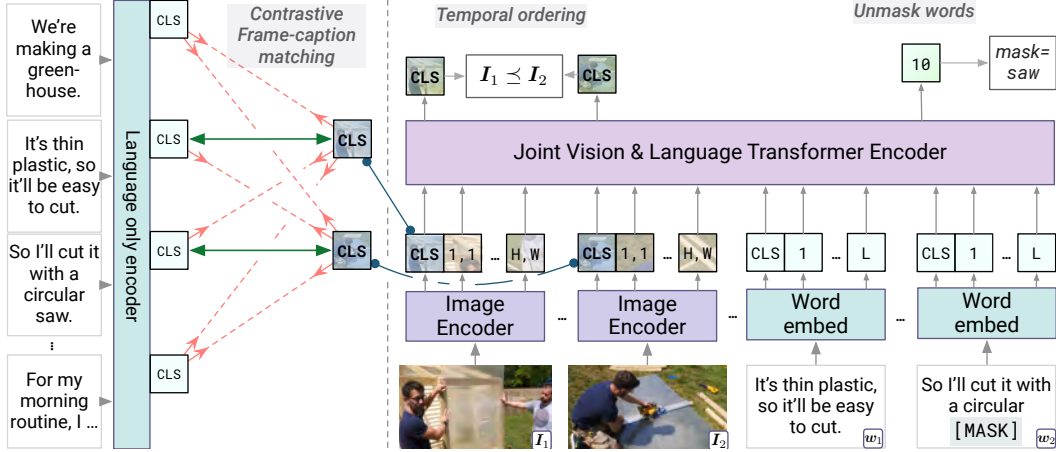 We're
making a
green-
house.
It's thin
plastic, so
it'll be easy
to cut.
So I'll cut it
with a
circular
saw.
...
For my
morning
routine, I ...
Language only encoder
CLS
CLS
CLS
CLS
Contrastive
Frame-caption
matching
CLS
CLS
Temporal ordering
Unmask words
CLS
I₁ ⪯ I₂
CLS
10
mask=
saw
Joint Vision & Language Transformer Encoder
CLS 1,1 ... H,W
CLS 1,1 ... H,W
CLS 1 ... L
CLS 1 ... L
Image
Encoder
...
Image
Encoder
...
Word
embed
...
Word
embed
I₁
I₂
It's thin plastic,
so it'll be easy
to cut.
w₁
So I'll cut it with
a circular
[MASK]
w₂